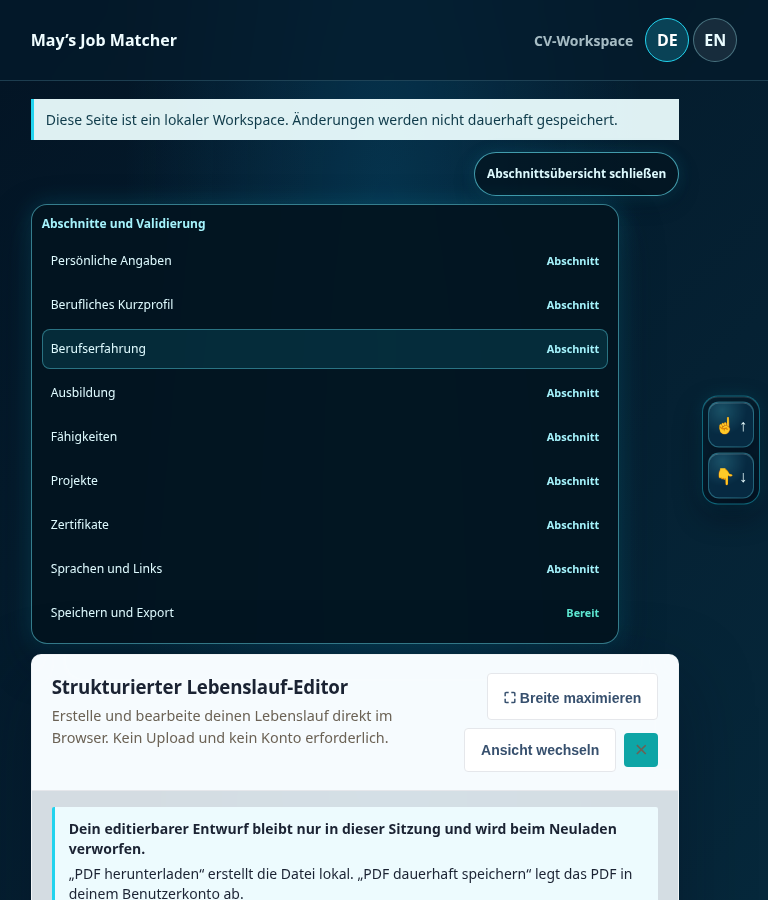 May’s Job Matcher
CV-Workspace DE EN
Diese Seite ist ein lokaler Workspace. Änderungen werden nicht dauerhaft gespeichert.
Abschnittsübersicht schließen
Abschnitte und Validierung
Persönliche Angaben Abschnitt
Berufliches Kurzprofil Abschnitt
Berufserfahrung Abschnitt
Ausbildung Abschnitt
Fähigkeiten Abschnitt
Projekte Abschnitt
Zertifikate Abschnitt
Sprachen und Links Abschnitt
Speichern und Export Bereit
☝ ↑
👇 ↓
Strukturierter Lebenslauf-Editor
Erstelle und bearbeite deinen Lebenslauf direkt im
Browser. Kein Upload und kein Konto erforderlich.
⛶ Breite maximieren
Ansicht wechseln ✕
Dein editierbarer Entwurf bleibt nur in dieser Sitzung und wird beim Neuladen
verworfen.
„PDF herunterladen“ erstellt die Datei lokal. „PDF dauerhaft speichern“ legt das PDF in
deinem Benutzerkonto ab.